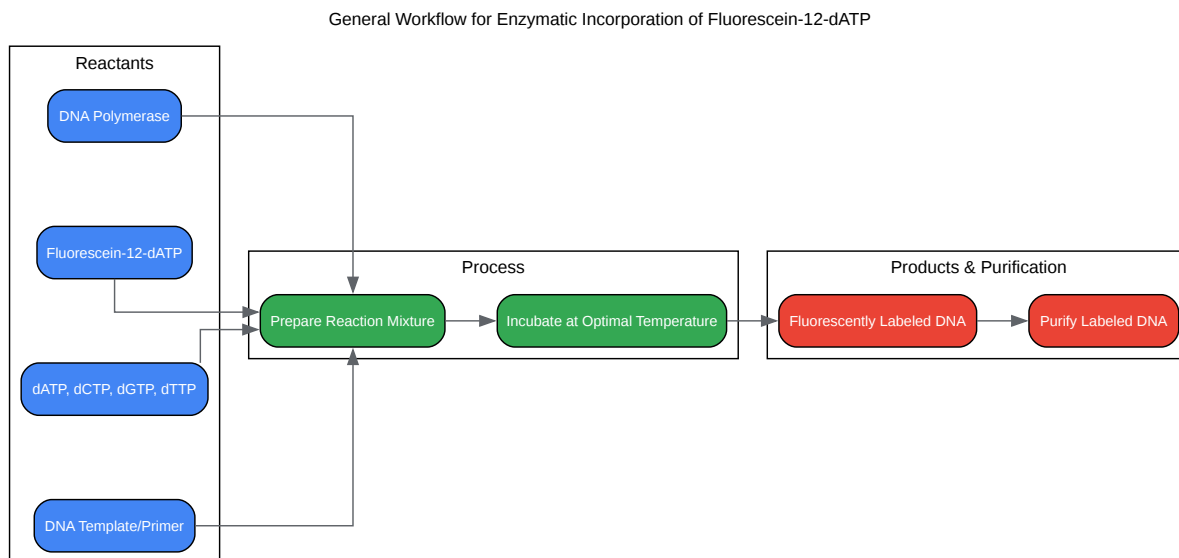 General Workflow for Enzymatic Incorporation of Fluorescein-12-dATP
Reactants
DNA Polymerase
Fluorescein-12-dATP
dATP, dCTP, dGTP, dTTP
DNA Template/Primer
Process
Prepare Reaction Mixture
Incubate at Optimal Temperature
Products & Purification
Fluorescently Labeled DNA
Purify Labeled DNA